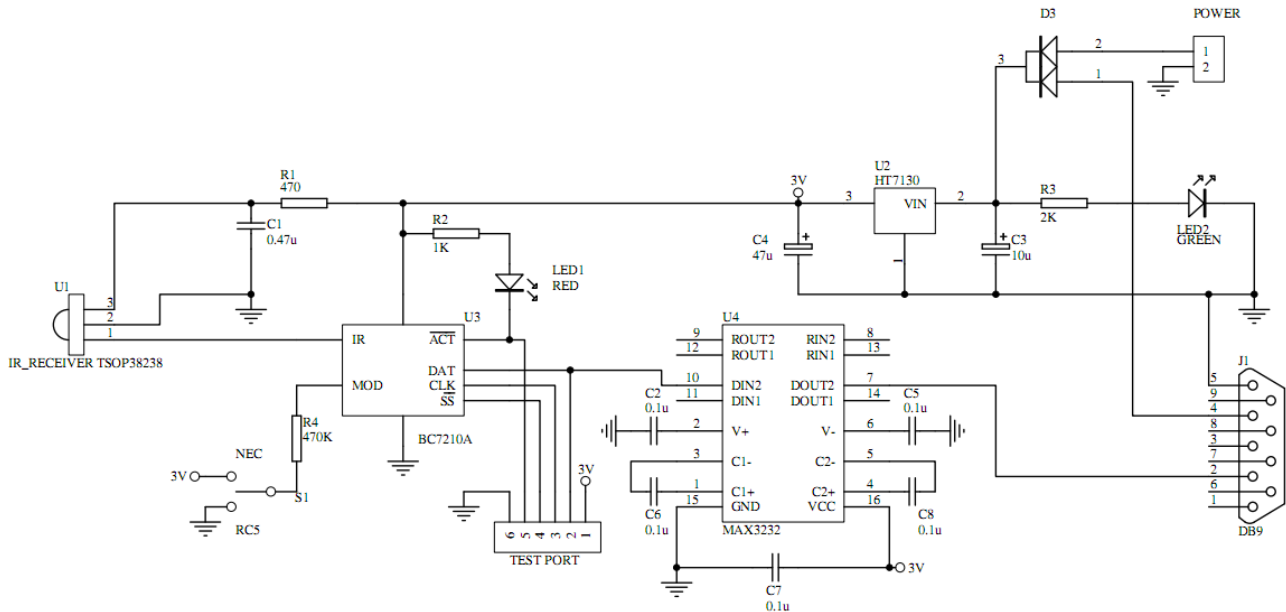 D3
POWER
3
2
1
1
2
R1
470
C1
0.47u
R2
1K
LED1
RED
3V
C4
47u
3
U2
HT7130
VIN
1
2
C3
10u
R3
2K
LED2
GREEN
U1
3
2
1
IR_RECEIVER TSOP38238
U3
IR
MOD
ACT
DAT
CLK
SS
BC7210A
R4
470K
NEC
3V
S1
RC5
3V
6
5
4
3
2
1
TEST PORT
U4
9
ROUT2
RIN2
8
12
ROUT1
RIN1
13
10
DIN2
DOUT2
7
11
DIN1
DOUT1
14
2
V+
V-
6
3
C1-
C2-
5
1
C1+
C2+
4
15
GND
VCC
16
MAX3232
C2
0.1u
C5
0.1u
C6
0.1u
C8
0.1u
C7
0.1u
3V
J1
5
9
4
8
3
7
2
6
1
DB9